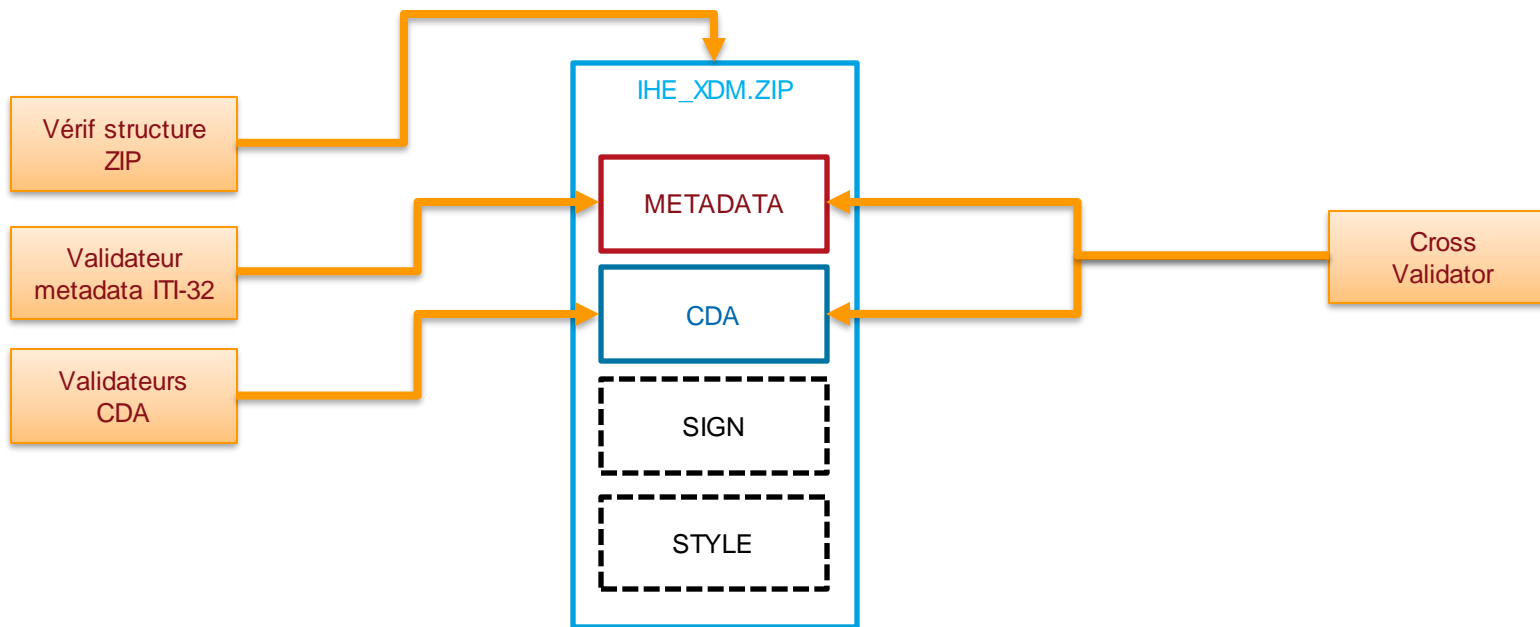 IHE_XDM.ZIP
Vérif structure
ZIP
METADATA
Validateur
metadata ITI-32
Cross
Validator
CDA
Validateurs
CDA
SIGN
STYLE